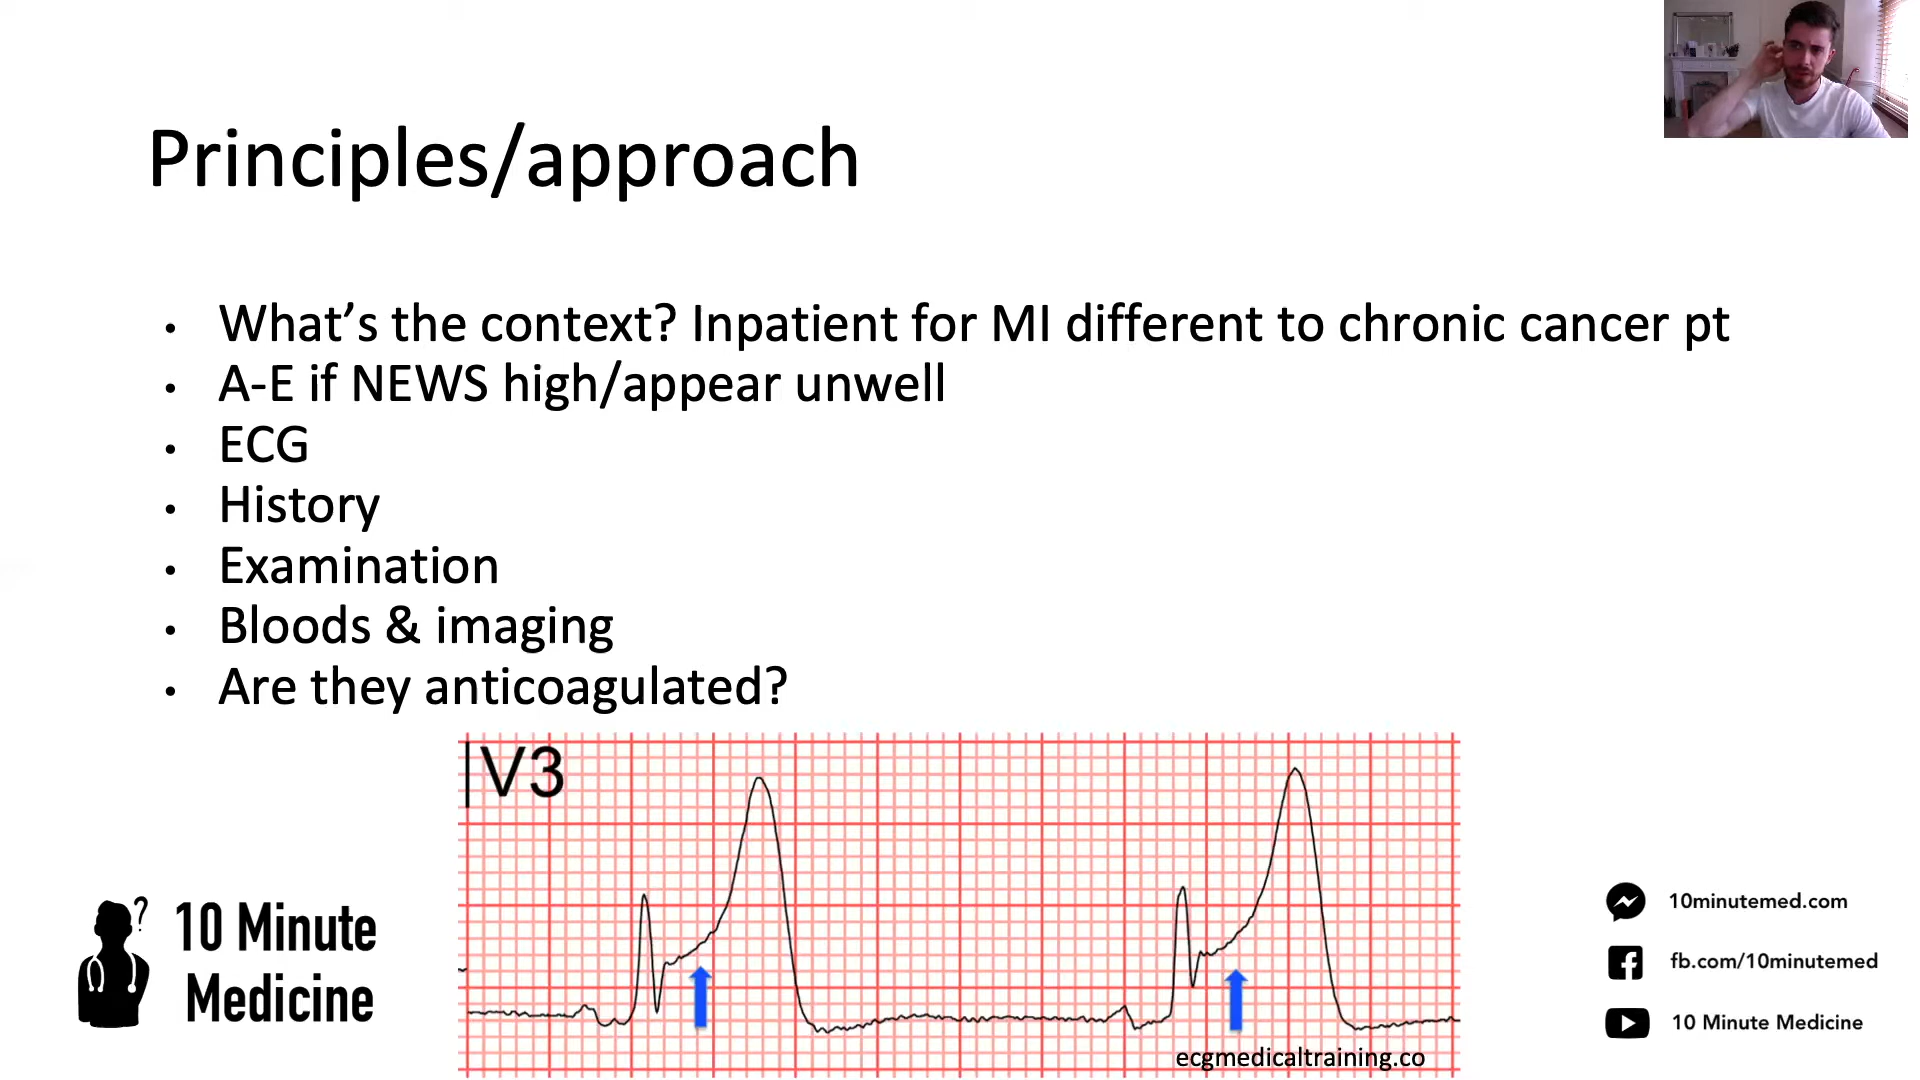 Principles/approach
• What’s the context? Inpatient for MI different to chronic cancer pt
• A-E if NEWS high/appear unwell
• ECG
• History
• Examination
• Bloods & imaging
• Are they anticoagulated?
V3
ecgmedicaltraining.co
?
10 Minute
Medicine
10minutemed.com
fb.com/10minutemed
10 Minute Medicine